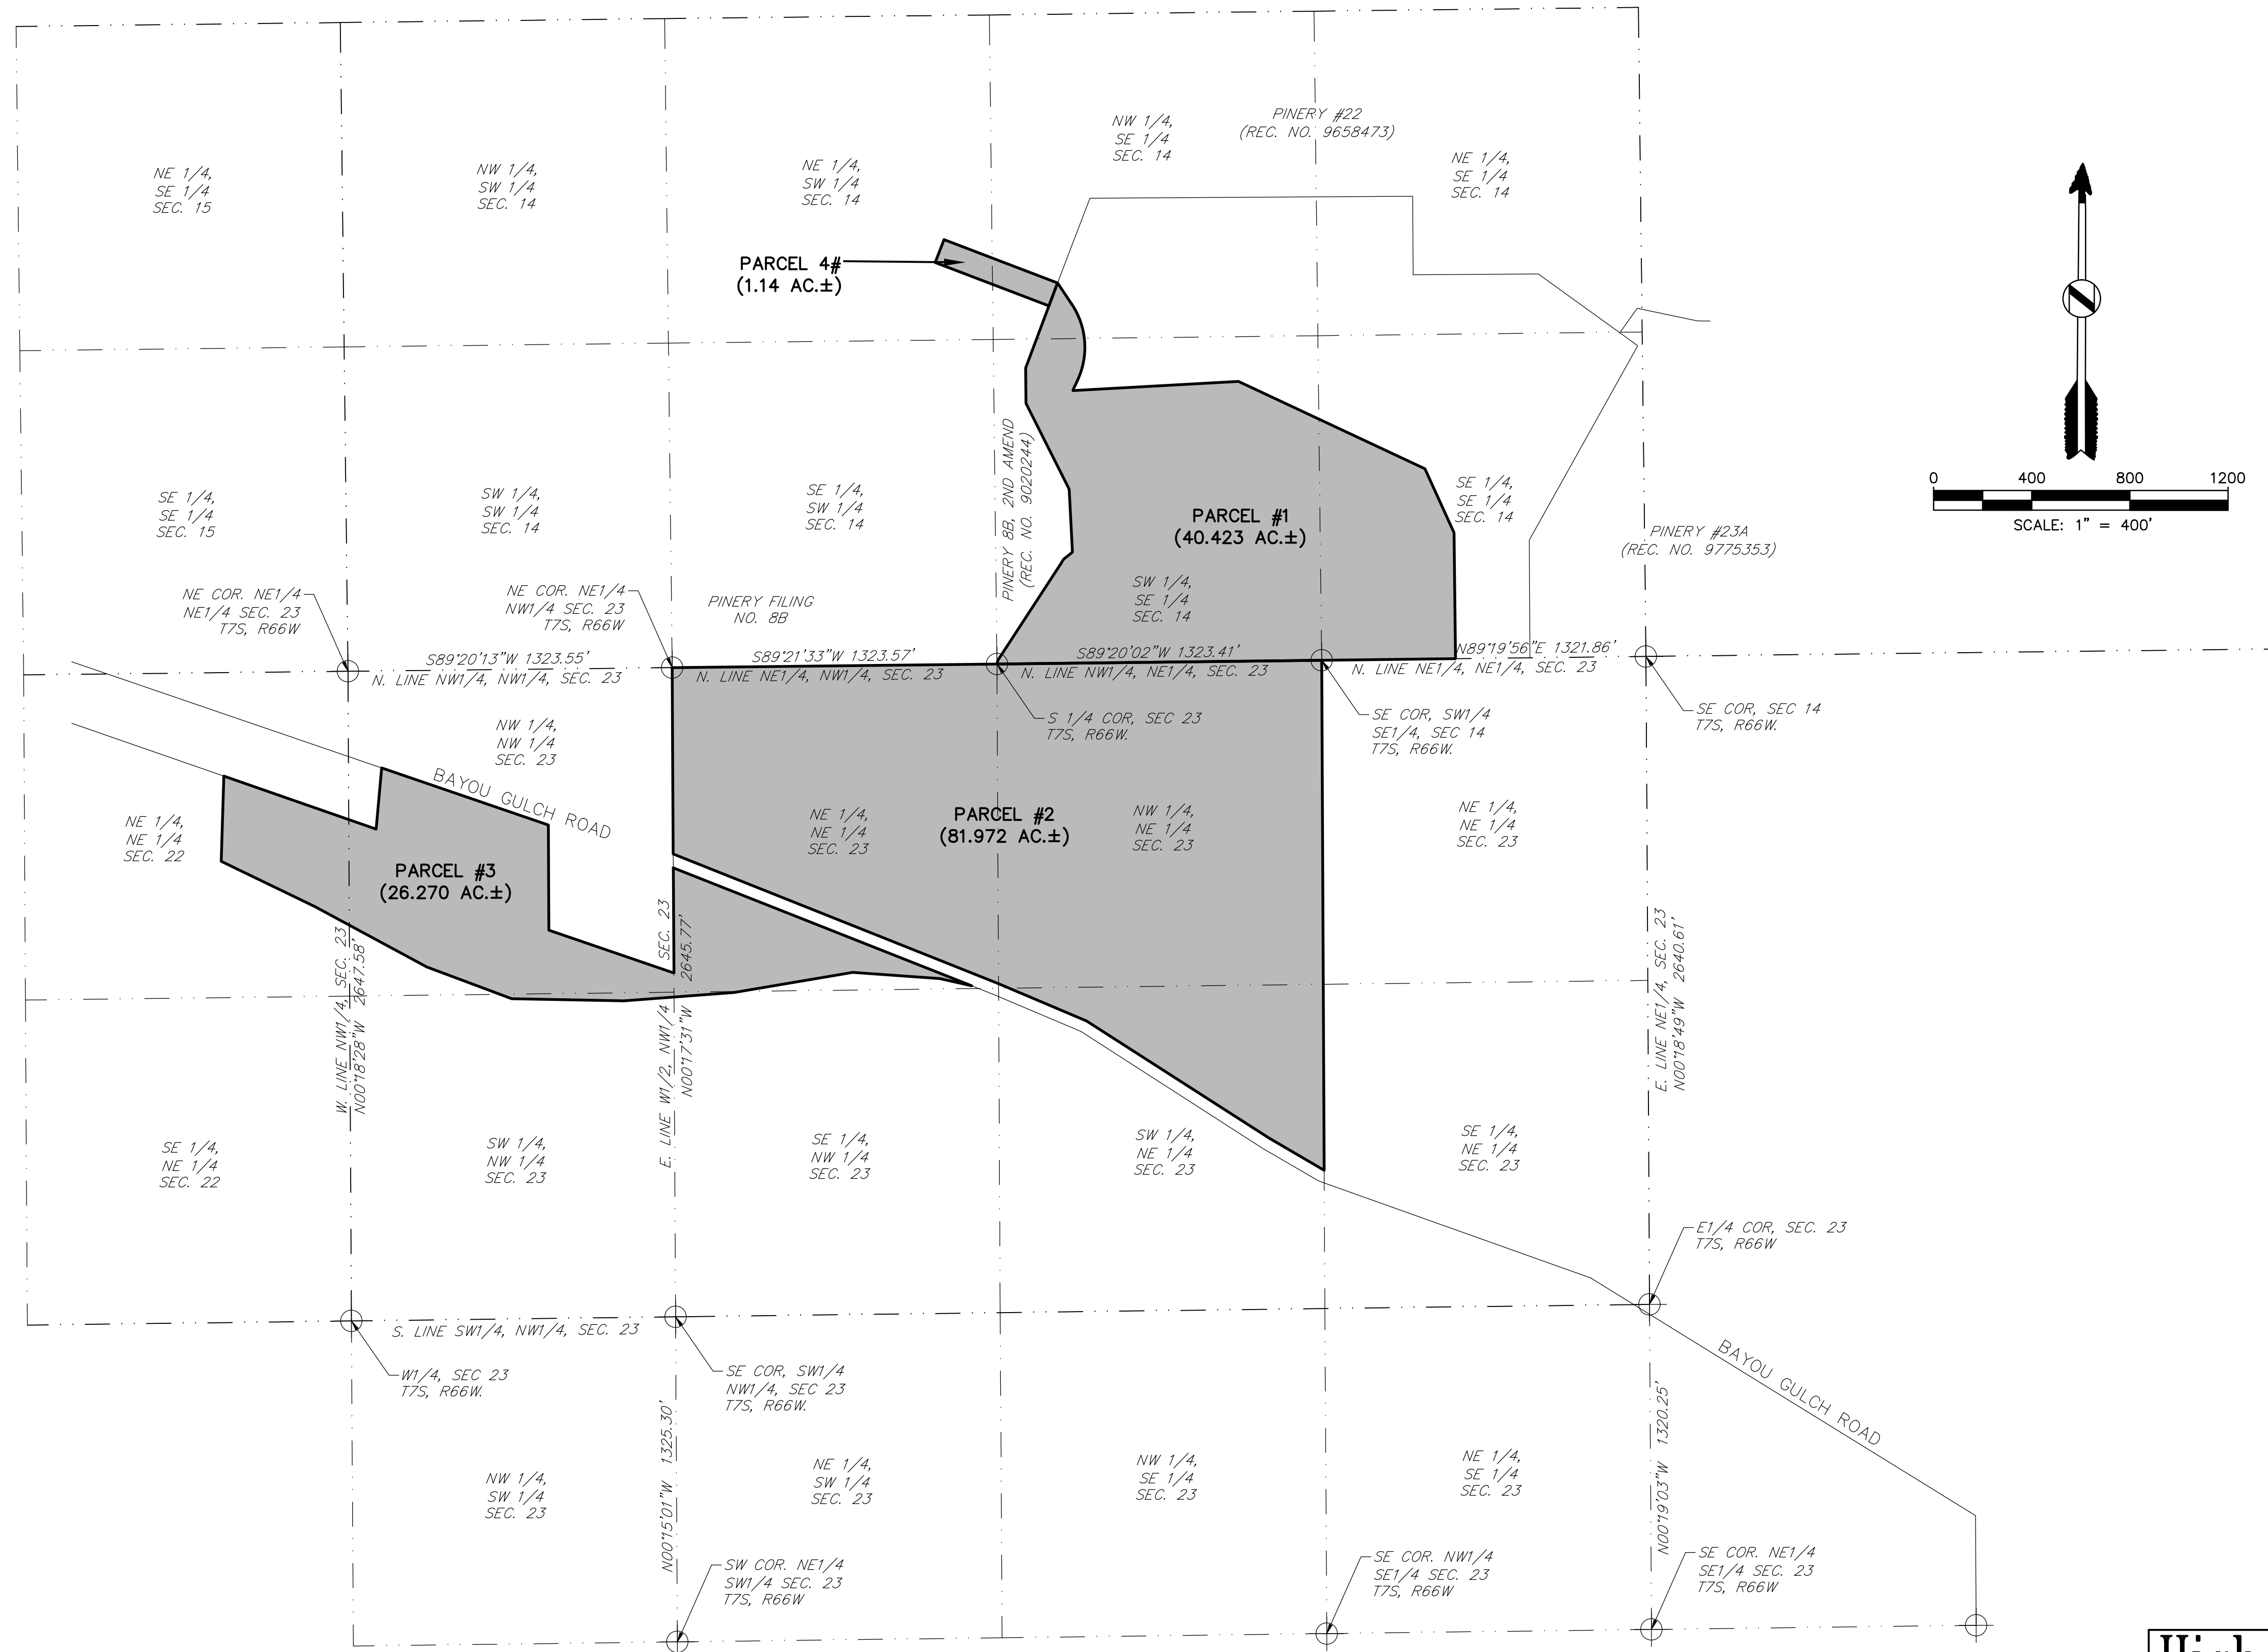 PINERY #22
(REC. NO. 9658473)
NW 1/4,
SE 1/4
SEC. 14
NE 1/4,
SE 1/4
SEC. 15
NW 1/4,
SW 1/4
SEC. 14
NE 1/4,
SW 1/4
SEC. 14
NE 1/4,
SE 1/4
SEC. 14
PARCEL 4#
(1.14 AC.±)
0 400 800 1200
SCALE: 1" = 400'
SE 1/4,
SE 1/4
SEC. 15
SW 1/4,
SW 1/4
SEC. 14
SE 1/4,
SW 1/4
SEC. 14
PINERY 8B, 2ND AMEND
(REC. NO. 9020244)
PARCEL #1
(40.423 AC.±)
SE 1/4,
SE 1/4
SEC. 14
PINERY #23A
(REC. NO. 9775353)
SW 1/4,
SE 1/4
SEC. 14
NE COR. NE1/4
NE1/4 SEC. 23
T7S, R66W
NE COR. NE1/4
NW1/4 SEC. 23
T7S, R66W
PINERY FILING
NO. 8B
S89°20'13"W 1323.55'
N. LINE NW1/4, NW1/4, SEC. 23
S89°21'33"W 1323.57'
N. LINE NE1/4, NW1/4, SEC. 23
S89°20'02"W 1323.41'
N. LINE NW1/4, NE1/4, SEC. 23
N89°19'56"E 1321.86'
N. LINE NE1/4, NE1/4, SEC. 23
S 1/4 COR, SEC 23
T7S, R66W.
SE COR, SW1/4
SE1/4, SEC 14
T7S, R66W.
SE COR, SEC 14
T7S, R66W.
NW 1/4,
NW 1/4
SEC. 23
BAYOU GULCH ROAD
NE 1/4,
NE 1/4
SEC. 22
PARCEL #3
(26.270 AC.±)
NE 1/4,
NE 1/4
SEC. 23
PARCEL #2
(81.972 AC.±)
NW 1/4,
NE 1/4
SEC. 23
NE 1/4,
NE 1/4
SEC. 23
W. LINE NW1/4, SEC. 23
N00°18'28"W 2647.58'
E. LINE W1/2, NW1/4 SEC. 23
N00°17'31"W 2645.77'
E. LINE NE1/4, SEC. 23
N00°18'49"W 2640.61'
SE 1/4,
NE 1/4
SEC. 22
SW 1/4,
NW 1/4
SEC. 23
SE 1/4,
NW 1/4
SEC. 23
SW 1/4,
NE 1/4
SEC. 23
SE 1/4,
NE 1/4
SEC. 23
E1/4 COR, SEC. 23
T7S, R66W
S. LINE SW1/4, NW1/4, SEC. 23
W1/4, SEC 23
T7S, R66W.
SE COR, SW1/4
NW1/4, SEC 23
T7S, R66W.
BAYOU GULCH ROAD
N00°15'01"W 1325.30'
N00°19'03"W 1320.25'
NW 1/4,
SW 1/4
SEC. 23
NE 1/4,
SW 1/4
SEC. 23
NW 1/4,
SE 1/4
SEC. 23
NE 1/4,
SE 1/4
SEC. 23
SW COR. NE1/4
SW1/4 SEC. 23
T7S, R66W
SE COR. NW1/4
SE1/4 SEC. 23
T7S, R66W
SE COR. NE1/4
SE1/4 SEC. 23
T7S, R66W